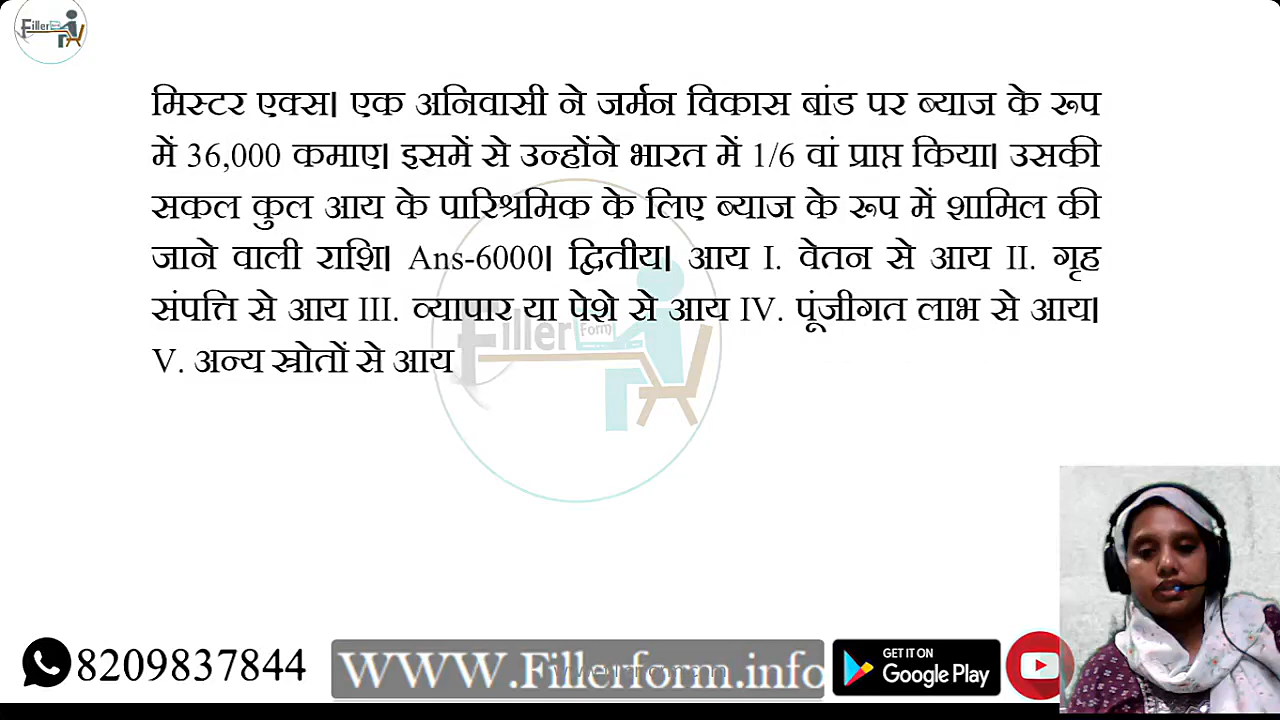 Filler
मिस्टर एक्स। एक अनिवासी ने जर्मन विकास बांड पर ब्याज के रूप
में 36,000 कमाए। इसमें से उन्होंने भारत में 1/6 वां प्राप्त किया। उसकी
सकल कुल आय के पारिश्रमिक के लिए ब्याज के रूप में शामिल की
जाने वाली राशि। Ans-6000। द्वितीय। आय I. वेतन से आय II. गृह
संपत्ति से आय III. व्यापार या पेशे से आय IV. पूंजीगत लाभ से आय।
V. अन्य स्रोतों से आय
Filler Form
8209837844
WWW.Fillerform.info
GET IT ON
Google Play